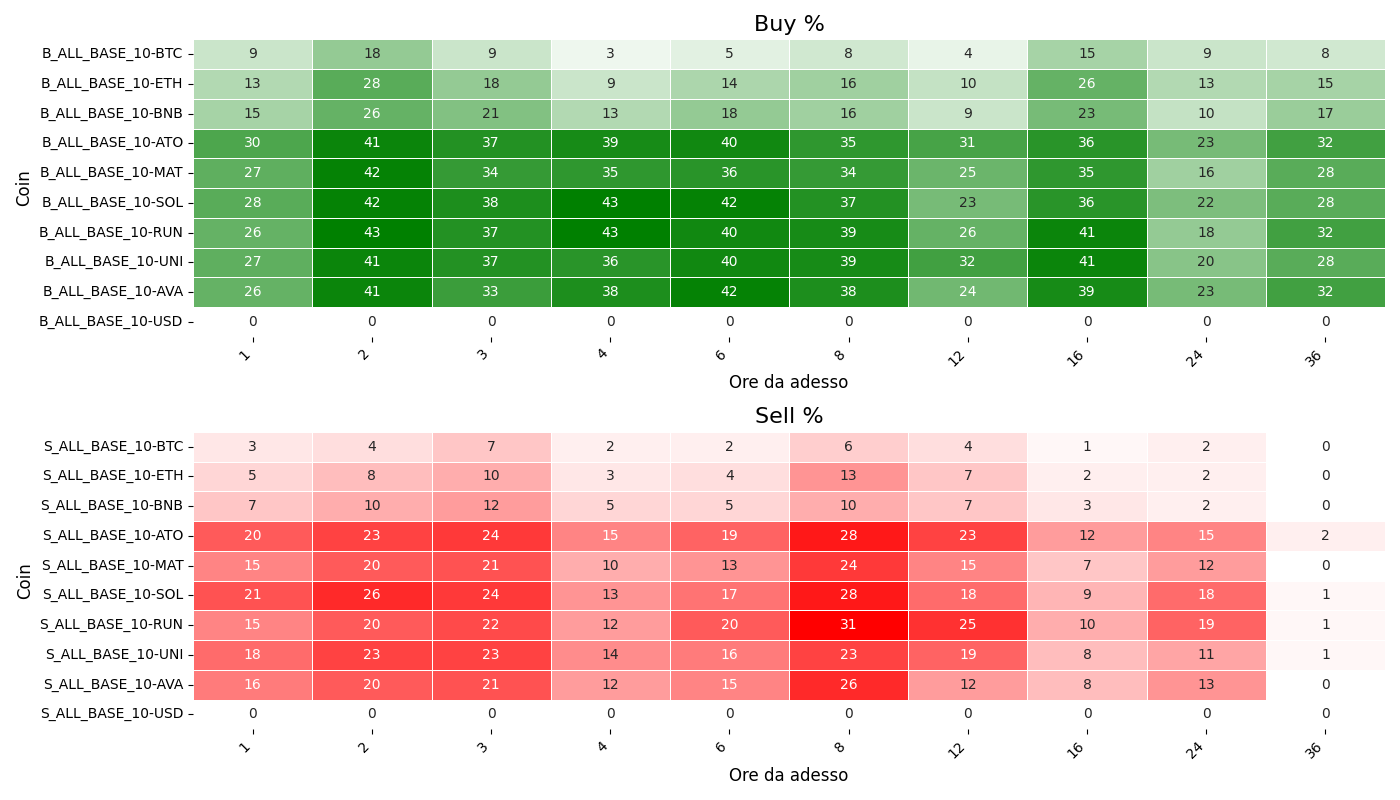 Buy %
B_ALL_BASE_10-BTC 9 18 9 3 5 8 4 15 9 8
B_ALL_BASE_10-ETH 13 28 18 9 14 16 10 26 13 15
B_ALL_BASE_10-BNB 15 26 21 13 18 16 9 23 10 17
B_ALL_BASE_10-ATO 30 41 37 39 40 35 31 36 23 32
B_ALL_BASE_10-MAT 27 42 34 35 36 34 25 35 16 28
B_ALL_BASE_10-SOL 28 42 38 43 42 37 23 36 22 28
B_ALL_BASE_10-RUN 26 43 37 43 40 39 26 41 18 32
B_ALL_BASE_10-UNI 27 41 37 36 40 39 32 41 20 28
B_ALL_BASE_10-AVA 26 41 33 38 42 38 24 39 23 32
B_ALL_BASE_10-USD 0 0 0 0 0 0 0 0 0 0
Coin
1 2 3 4 6 8 12 16 24 36
Ore da adesso
Sell %
S_ALL_BASE_10-BTC 3 4 7 2 2 6 4 1 2 0
S_ALL_BASE_10-ETH 5 8 10 3 4 13 7 2 2 0
S_ALL_BASE_10-BNB 7 10 12 5 5 10 7 3 2 0
S_ALL_BASE_10-ATO 20 23 24 15 19 28 23 12 15 2
S_ALL_BASE_10-MAT 15 20 21 10 13 24 15 7 12 0
S_ALL_BASE_10-SOL 21 26 24 13 17 28 18 9 18 1
S_ALL_BASE_10-RUN 15 20 22 12 20 31 25 10 19 1
S_ALL_BASE_10-UNI 18 23 23 14 16 23 19 8 11 1
S_ALL_BASE_10-AVA 16 20 21 12 15 26 12 8 13 0
S_ALL_BASE_10-USD 0 0 0 0 0 0 0 0 0 0
Coin
1 2 3 4 6 8 12 16 24 36
Ore da adesso